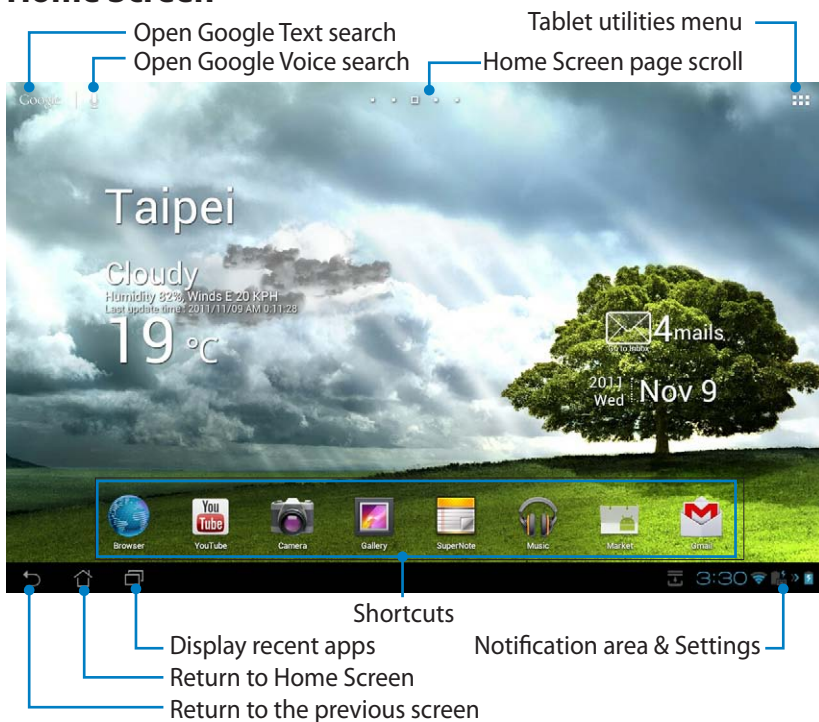 Home Screen
Open Google Text search
Tablet utilities menu
Open Google Voice search
Home Screen page scroll
Google
Taipei
Cloudy
Humidity 82%, Winds E 20 KPH
Last update time: 2011/11/09 AM 0:11:28
19 °C
4 mails
Go to Inbox
2011
Wed
Nov 9
You
Tube
Browser
YouTube
Camera
Gallery
SuperNote
Music
Market
Gmail
3:30
Shortcuts
Display recent apps
Notification area & Settings
Return to Home Screen
Return to the previous screen